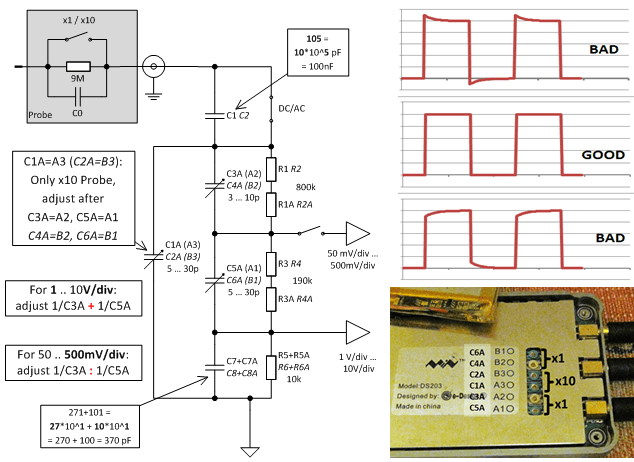 x1 / x10
9M
C0
Probe
105 =
10*10^5 pF
= 100nF
C1 C2
DC/AC
C1A=A3 (C2A=B3):
Only x10 Probe,
adjust after
C3A=A2, C5A=A1
C4A=B2, C6A=B1
C3A (A2)
C4A (B2)
3 ... 10p
R1 R2
800k
R1A R2A
C1A (A3)
C2A (B3)
5 ... 30p
50 mV/div ...
500mV/div
C5A (A1)
C6A (B1)
5 ... 30p
R3 R4
190k
R3A R4A
For 1 .. 10V/div:
adjust 1/C3A + 1/C5A
For 50 .. 500mV/div:
adjust 1/C3A : 1/C5A
C7+C7A
C8+C8A
R5+R5A
R6+R6A
10k
1 V/div ...
10V/div
271+101 =
27*10^1 + 10*10^1
= 270 + 100 = 370 pF
BAD
GOOD
BAD
C6A B1
C4A B2
C2A B3
C1A A3
C3A A2
C5A A1
x1
x10
x1
TM
Model:DS203
Designed by:
Made in china